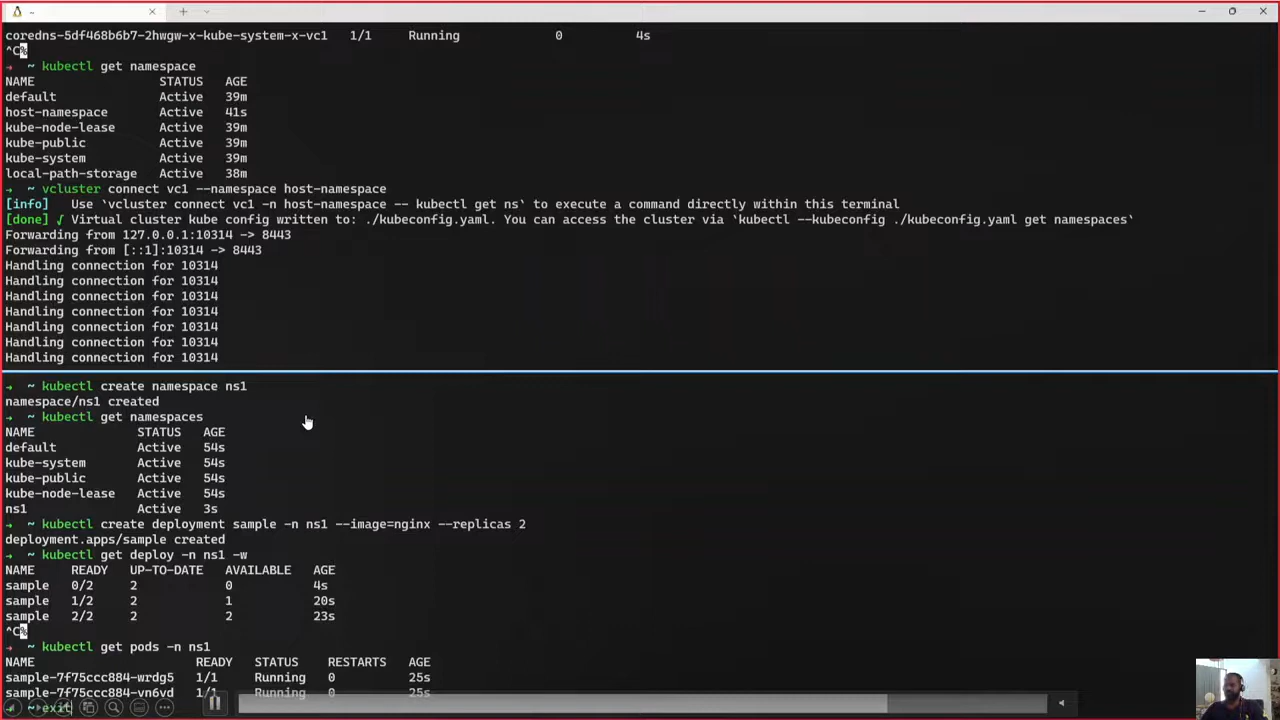 ~
coredns-5df468b6b7-2hwgw-x-kube-system-x-vc1 1/1 Running 0 4s
^C%
→ ~ kubectl get namespace
NAME STATUS AGE
default Active 39m
host-namespace Active 41s
kube-node-lease Active 39m
kube-public Active 39m
kube-system Active 39m
local-path-storage Active 38m
→ ~ vcluster connect vc1 --namespace host-namespace
[info] Use `vcluster connect vc1 -n host-namespace -- kubectl get ns` to execute a command directly within this terminal
[done] √ Virtual cluster kube config written to: ./kubeconfig.yaml. You can access the cluster via `kubectl --kubeconfig ./kubeconfig.yaml get namespaces`
Forwarding from 127.0.0.1:10314 -> 8443
Forwarding from [::1]:10314 -> 8443
Handling connection for 10314
Handling connection for 10314
Handling connection for 10314
Handling connection for 10314
Handling connection for 10314
Handling connection for 10314
Handling connection for 10314
→ ~ kubectl create namespace ns1
namespace/ns1 created
→ ~ kubectl get namespaces
NAME STATUS AGE
default Active 54s
kube-system Active 54s
kube-public Active 54s
kube-node-lease Active 54s
ns1 Active 3s
→ ~ kubectl create deployment sample -n ns1 --image=nginx --replicas 2
deployment.apps/sample created
→ ~ kubectl get deploy -n ns1 -w
NAME READY UP-TO-DATE AVAILABLE AGE
sample 0/2 2 0 4s
sample 1/2 2 1 20s
sample 2/2 2 2 23s
^C%
→ ~ kubectl get pods -n ns1
NAME READY STATUS RESTARTS AGE
sample-7f75ccc884-wrdg5 1/1 Running 0 25s
sample-7f75ccc884-vn6vd 1/1 Running 0 25s
→ ~ exit